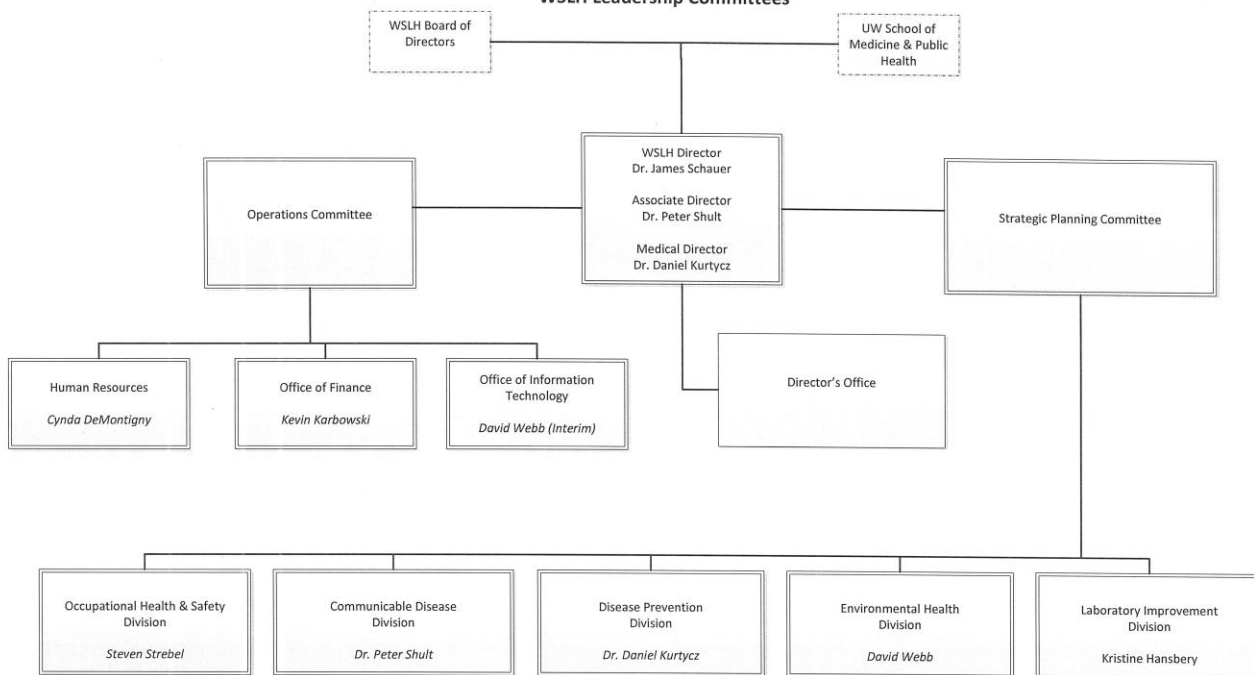 WSLH Leadership Committees
WSLH Board of
Directors
UW School of
Medicine & Public
Health
Operations Committee
WSLH Director
Dr. James Schauer
Associate Director
Dr. Peter Shult
Medical Director
Dr. Daniel Kurtycz
Strategic Planning Committee
Human Resources
Cynda DeMontigny
Office of Finance
Kevin Karbowski
Office of Information
Technology
David Webb (Interim)
Director's Office
Occupational Health & Safety
Division
Steven Strebel
Communicable Disease
Division
Dr. Peter Shult
Disease Prevention
Division
Dr. Daniel Kurtycz
Environmental Health
Division
David Webb
Laboratory Improvement
Division
Kristine Hansbery